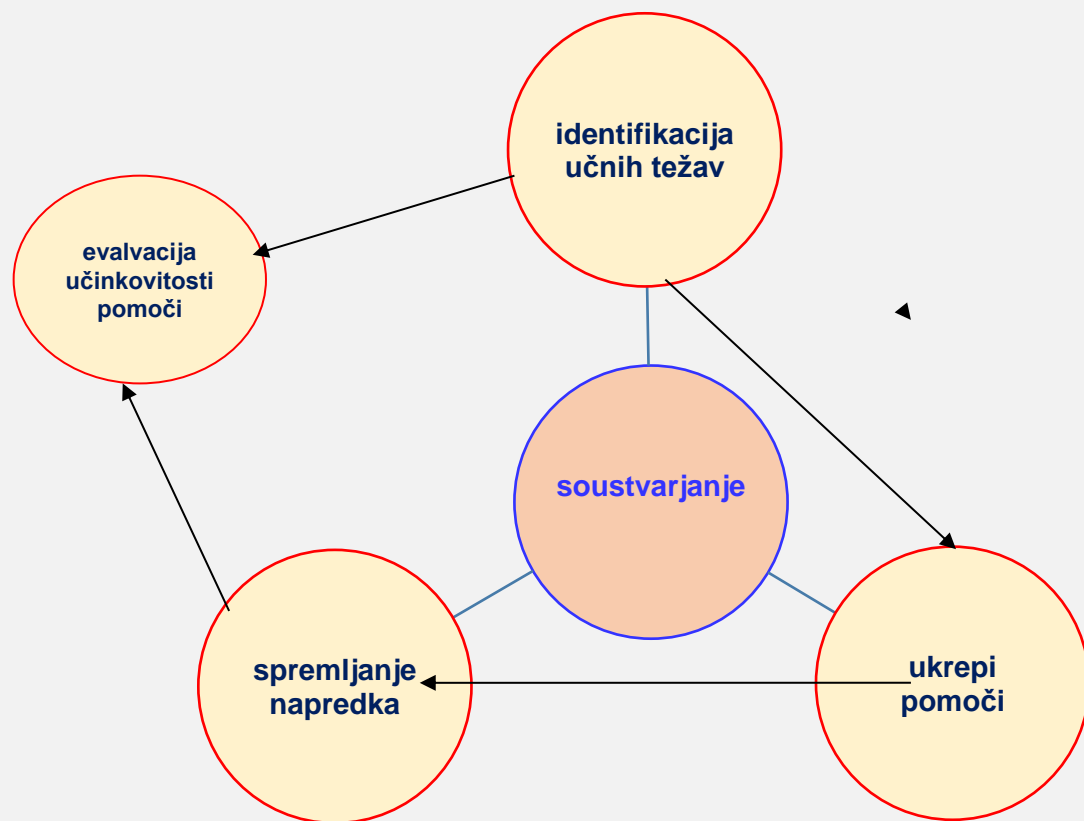 identifikacija
učnih težav
evalvacija
učinkovitosti
pomoči
soustvarjanje
spremljanje
napredka
ukrepi
pomoči